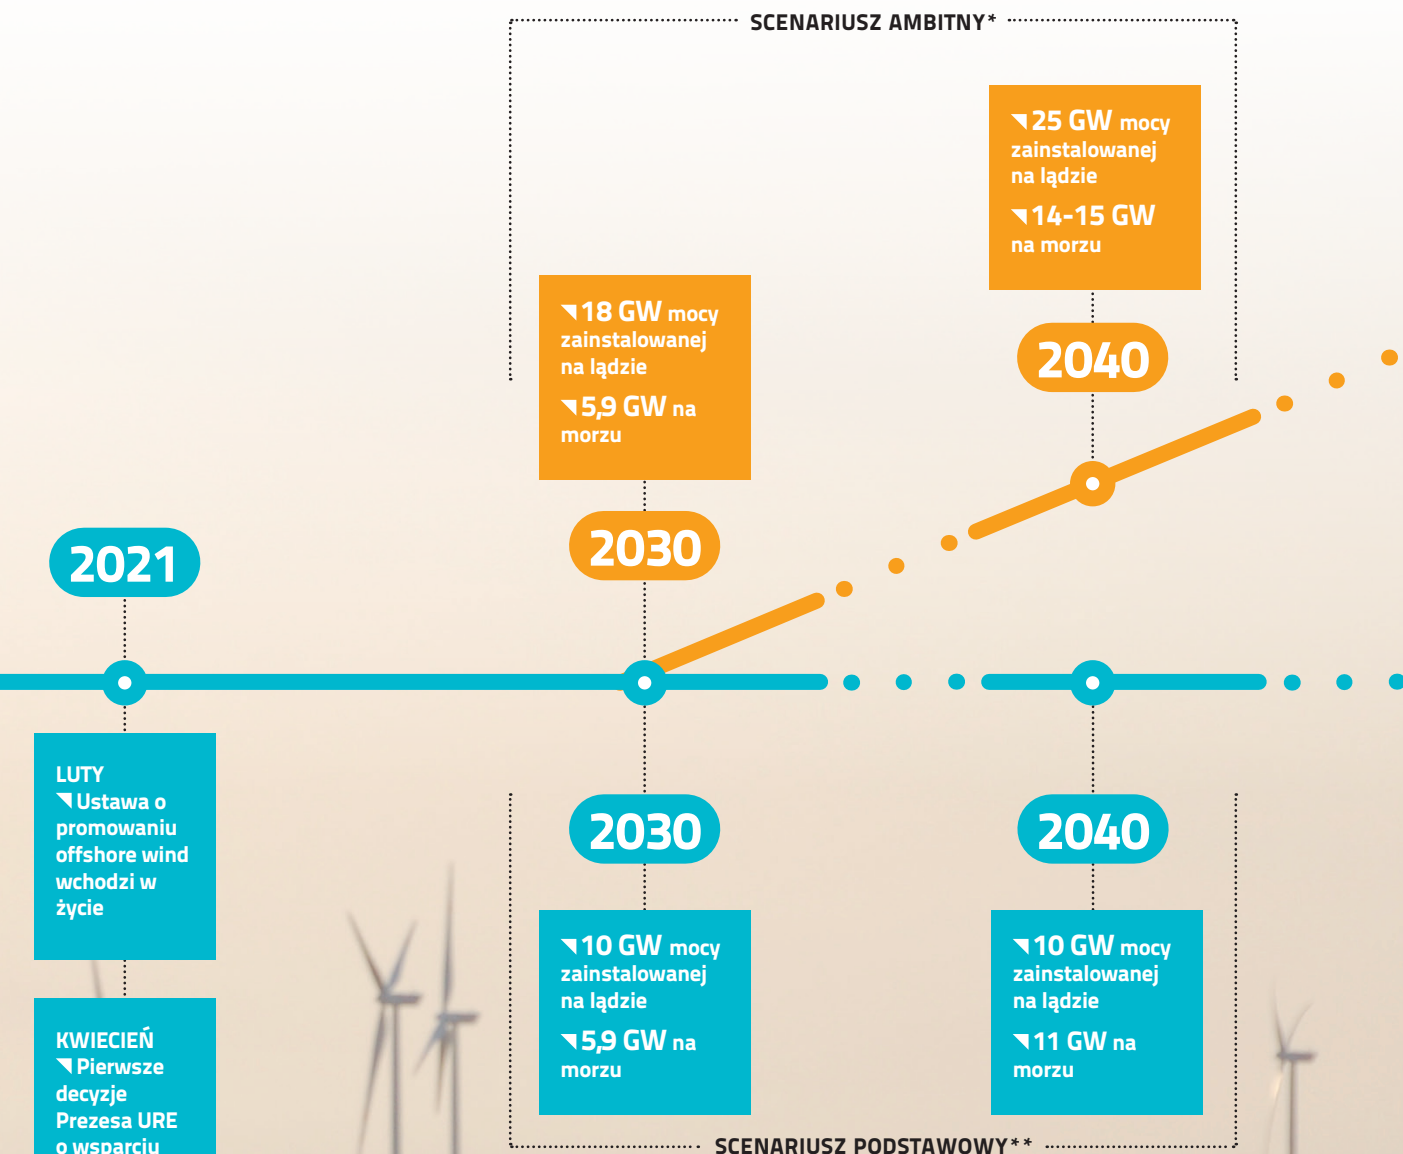 SCENARIUSZ AMBITNY*
25 GW mocy
zainstalowanej
na lądzie
14-15 GW
na morzu
2040
18 GW mocy
zainstalowanej
na lądzie
5,9 GW na
morzu
2030
2021
LUTY
Ustawa o
promowaniu
offshore wind
wchodzi w
życie
KWIECIEŃ
Pierwsze
decyzje
Prezesa URE
o wsparciu
2030
10 GW mocy
zainstalowanej
na lądzie
5,9 GW na
morzu
2040
10 GW mocy
zainstalowanej
na lądzie
11 GW na
morzu
SCENARIUSZ PODSTAWOWY**